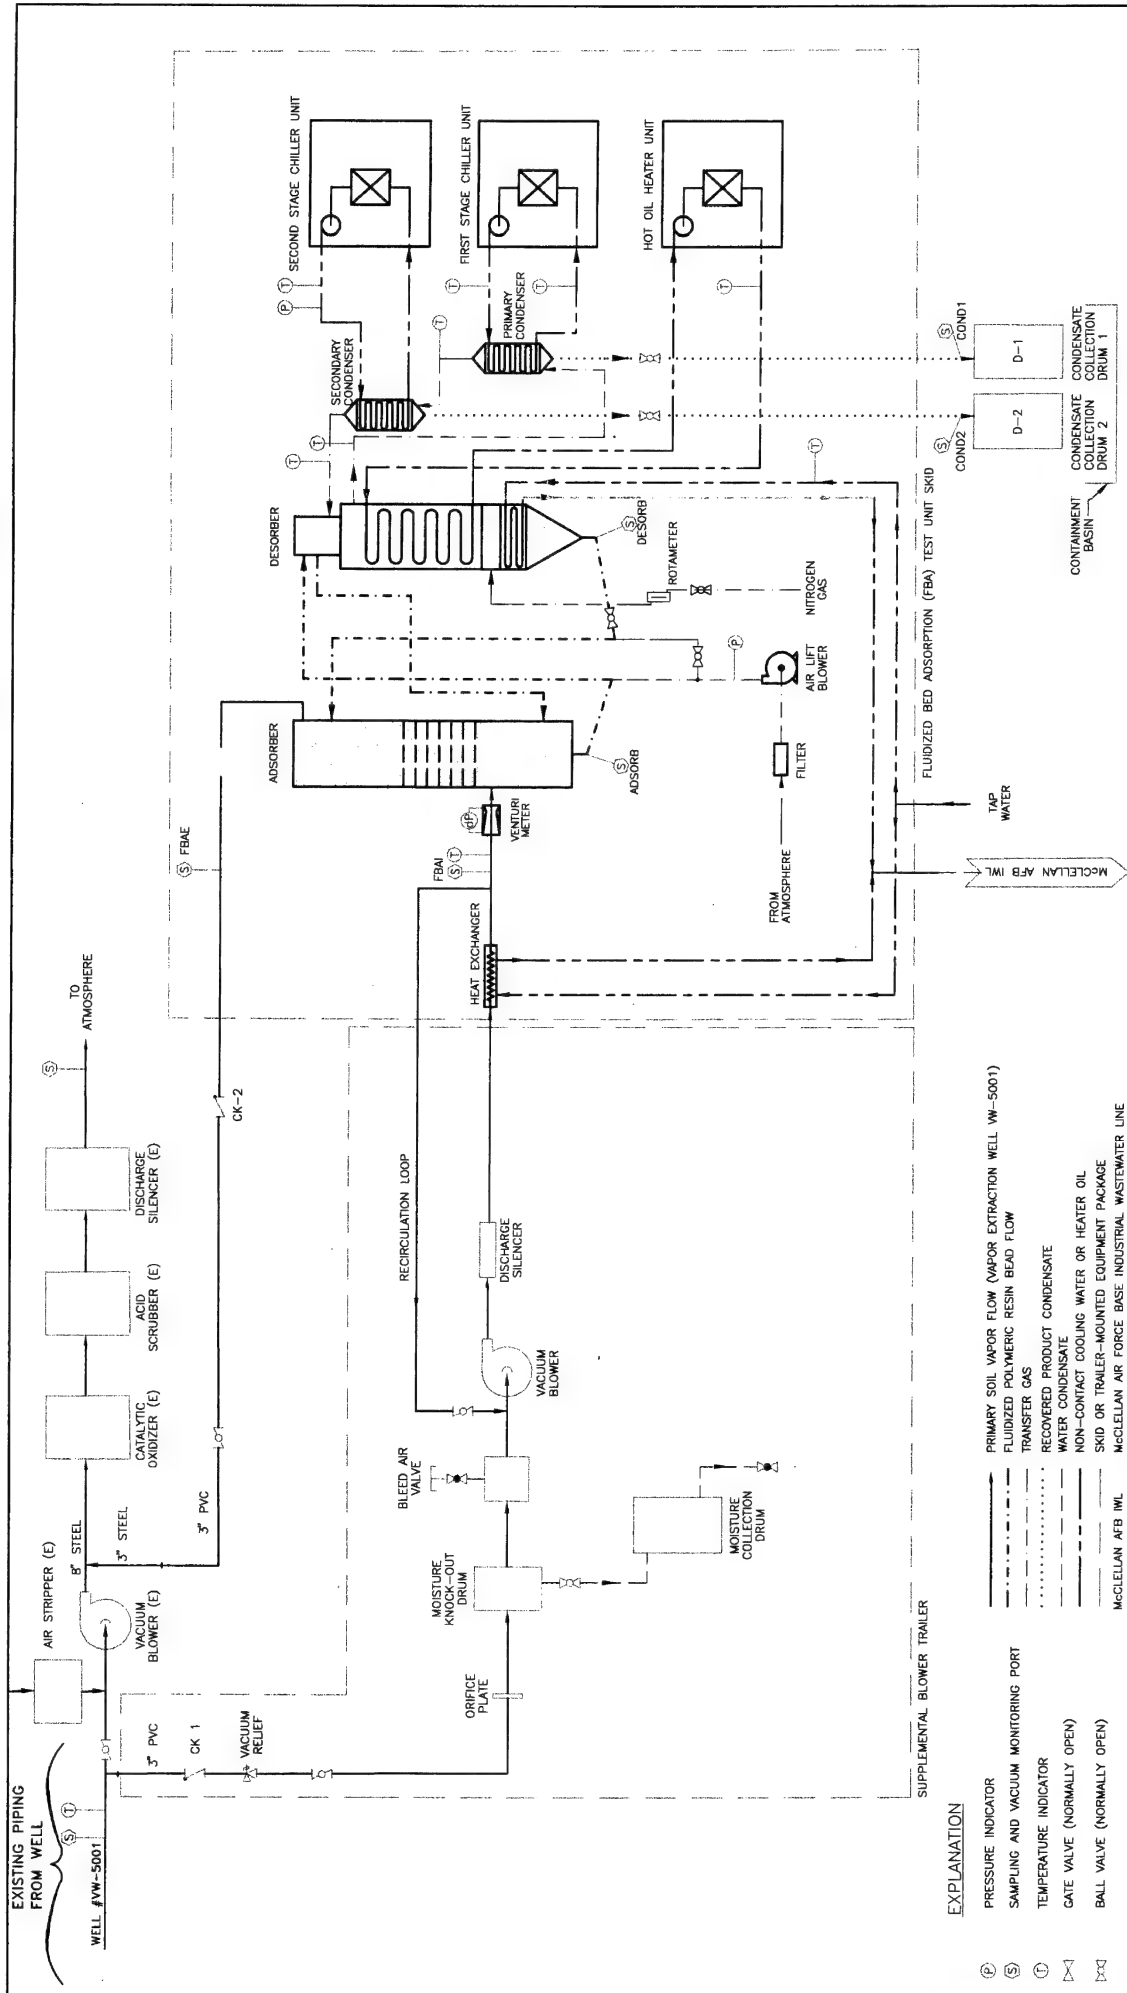 EXISTING PIPING
FROM WELL
WELL #VW-5001
S
T
AIR STRIPPER (E)
VACUUM
BLOWER (E)
8" STEEL
3" STEEL
3" PVC
CATALYTIC
OXIDIZER (E)
ACID
SCRUBBER (E)
DISCHARGE
SILENCER (E)
S
TO
ATMOSPHERE
CK-2
S FBAE
3" PVC
CK 1
VACUUM
RELIEF
ORIFICE
PLATE
MOISTURE
KNOCK-OUT
DRUM
BLEED AIR
VALVE
MOISTURE
COLLECTION
DRUM
VACUUM
BLOWER
DISCHARGE
SILENCER
RECIRCULATION LOOP
SUPPLEMENTAL BLOWER TRAILER
HEAT EXCHANGER
FBAI
S
T
dP
VENTURI
METER
ADSORBER
S
ADSORB
FROM
ATMOSPHERE
FILTER
AIR LIFT
BLOWER
P
NITROGEN
GAS
ROTAMETER
DESORBER
S
DESORB
T
T
SECONDARY
CONDENSER
P
T
SECOND STAGE CHILLER UNIT
T
PRIMARY
CONDENSER
T
T
FIRST STAGE CHILLER UNIT
HOT OIL HEATER UNIT
T
T
FLUIDIZED BED ADSORPTION (FBA) TEST UNIT SKID
TAP
WATER
McCLELLAN AFB IWL
S
COND2
D-2
CONDENSATE
COLLECTION
DRUM 2
S
COND1
D-1
CONDENSATE
COLLECTION
DRUM 1
CONTAINMENT
BASIN
EXPLANATION
P PRESSURE INDICATOR
S SAMPLING AND VACUUM MONITORING PORT
T TEMPERATURE INDICATOR
GATE VALVE (NORMALLY OPEN)
BALL VALVE (NORMALLY OPEN)
PRIMARY SOIL VAPOR FLOW (VAPOR EXTRACTION WELL VW-5001)
FLUIDIZED POLYMERIC RESIN BEAD FLOW
TRANSFER GAS
RECOVERED PRODUCT CONDENSATE
WATER CONDENSATE
NON-CONTACT COOLING WATER OR HEATER OIL
SKID OR TRAILER-MOUNTED EQUIPMENT PACKAGE
McCLELLAN AFB IWL McCLELLAN AIR FORCE BASE INDUSTRIAL WASTEWATER LINE